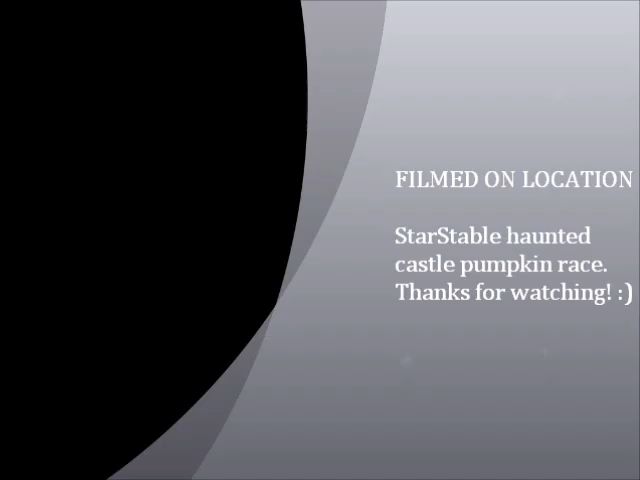 FILMED ON LOCATION
StarStable haunted
castle pumpkin race.
Thanks for watching! :)